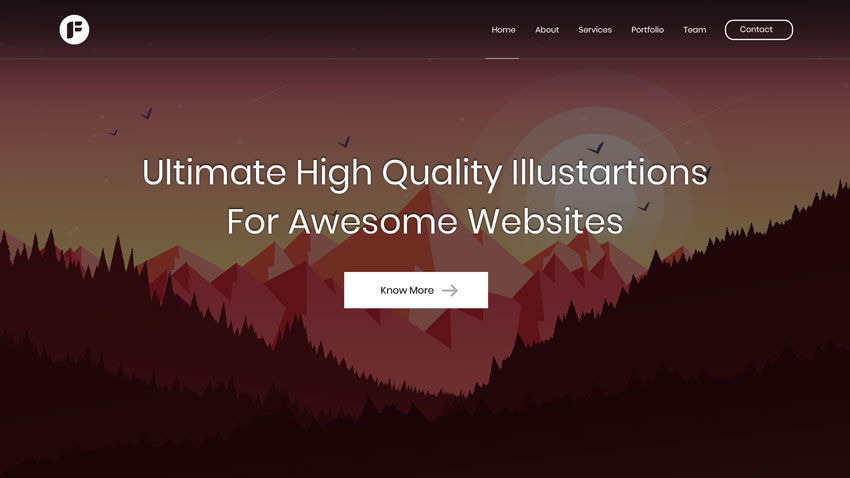 F
Home About Services Portfolio Team Contact
Ultimate High Quality Illustartions
For Awesome Websites
Know More